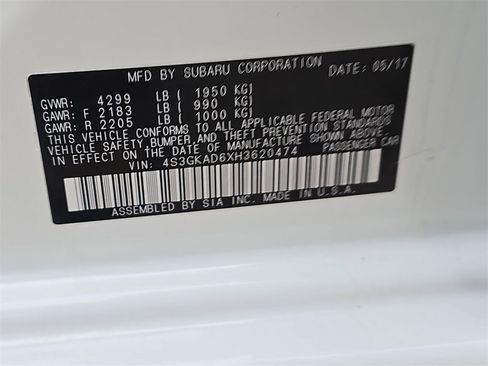 MFD BY SUBARU CORPORATION DATE: 05/17
GVWR: 4299 LB ( 1950 KG)
GAWR: F 2183 LB ( 990 KG)
GAWR: R 2205 LB ( 1000 KG)
THIS VEHICLE CONFORMS TO ALL APPLICABLE FEDERAL MOTOR
VEHICLE SAFETY,BUMPER,AND THEFT PREVENTION STANDARDS
IN EFFECT ON THE DATE OF MANUFACTURE SHOWN ABOVE.
VIN: 4S3GKAD6XH3620474 PASSENGER CAR
ASSEMBLED BY SIA INC. MADE IN U.S.A.